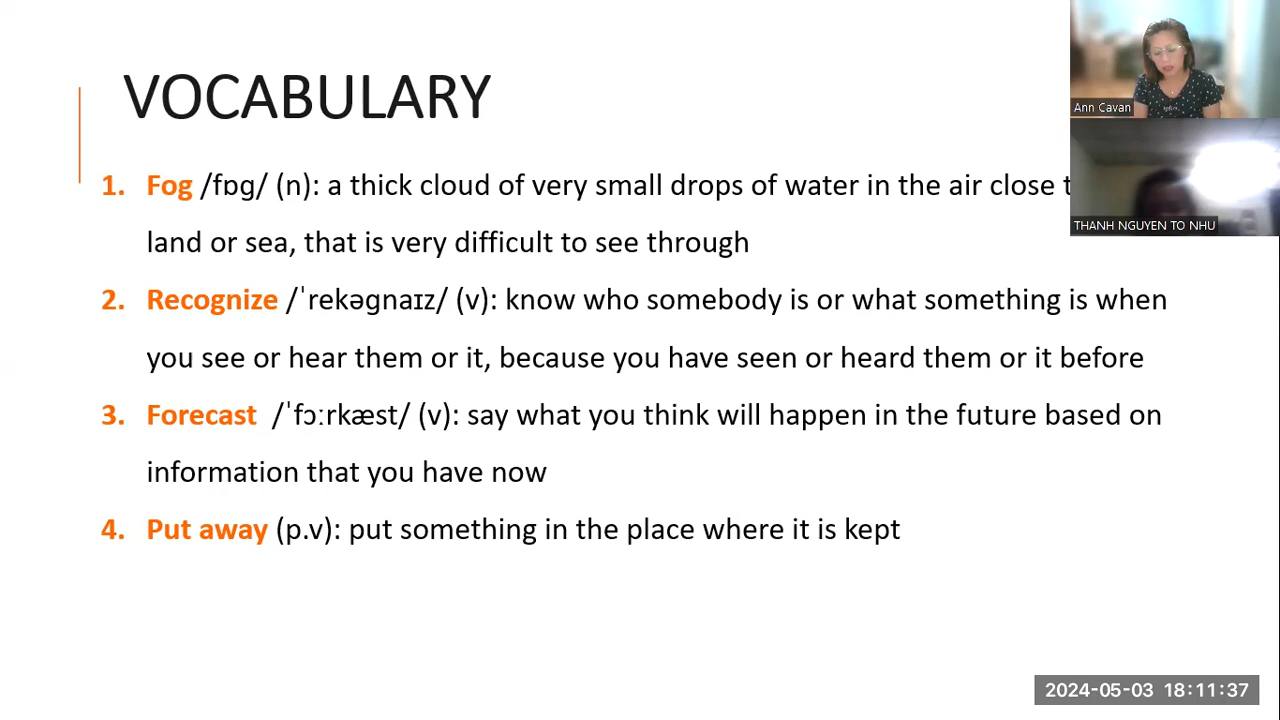 VOCABULARY
1. Fog /fɒg/ (n): a thick cloud of very small drops of water in the air close
land or sea, that is very difficult to see through
2. Recognize /ˈrekəgnaɪz/ (v): know who somebody is or what something is when
you see or hear them or it, because you have seen or heard them or it before
3. Forecast /ˈfɔːrkæst/ (v): say what you think will happen in the future based on
information that you have now
4. Put away (p.v): put something in the place where it is kept
Ann Cavan
THANH NGUYEN TO NHU
2024-05-03 18:11:37